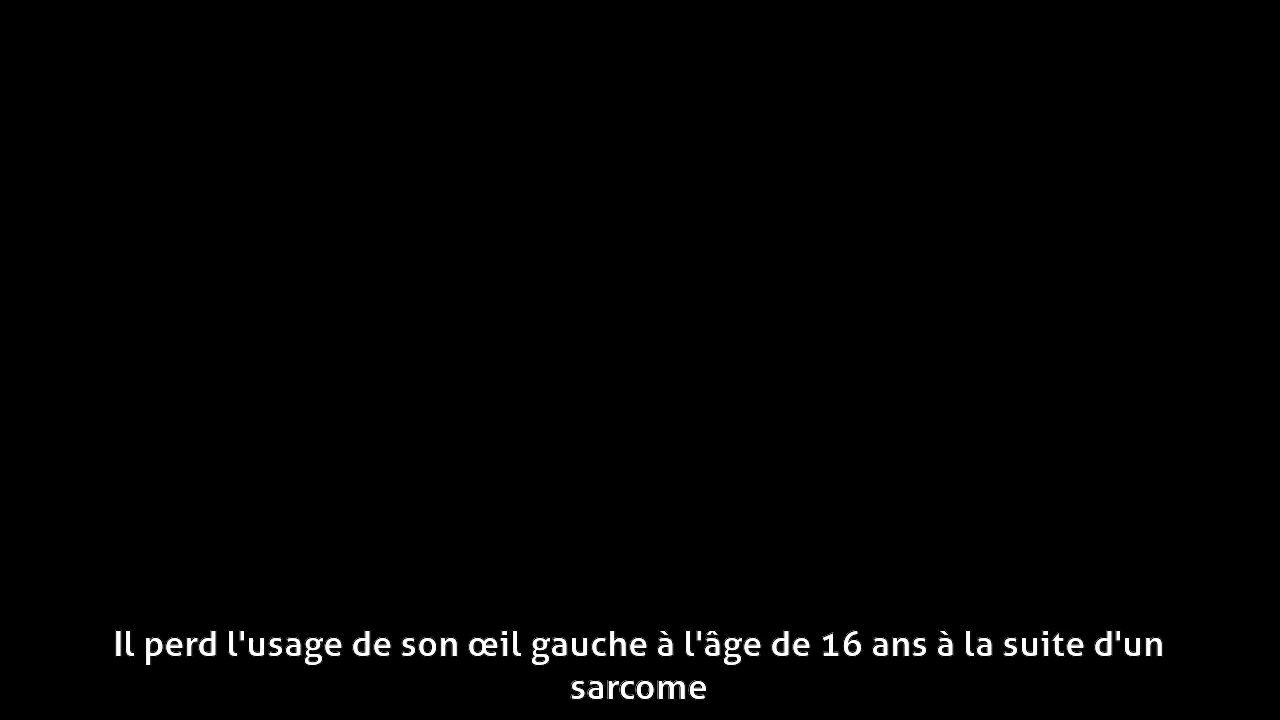 Il perd l'usage de son œil gauche à l'âge de 16 ans à la suite d'un
sarcome